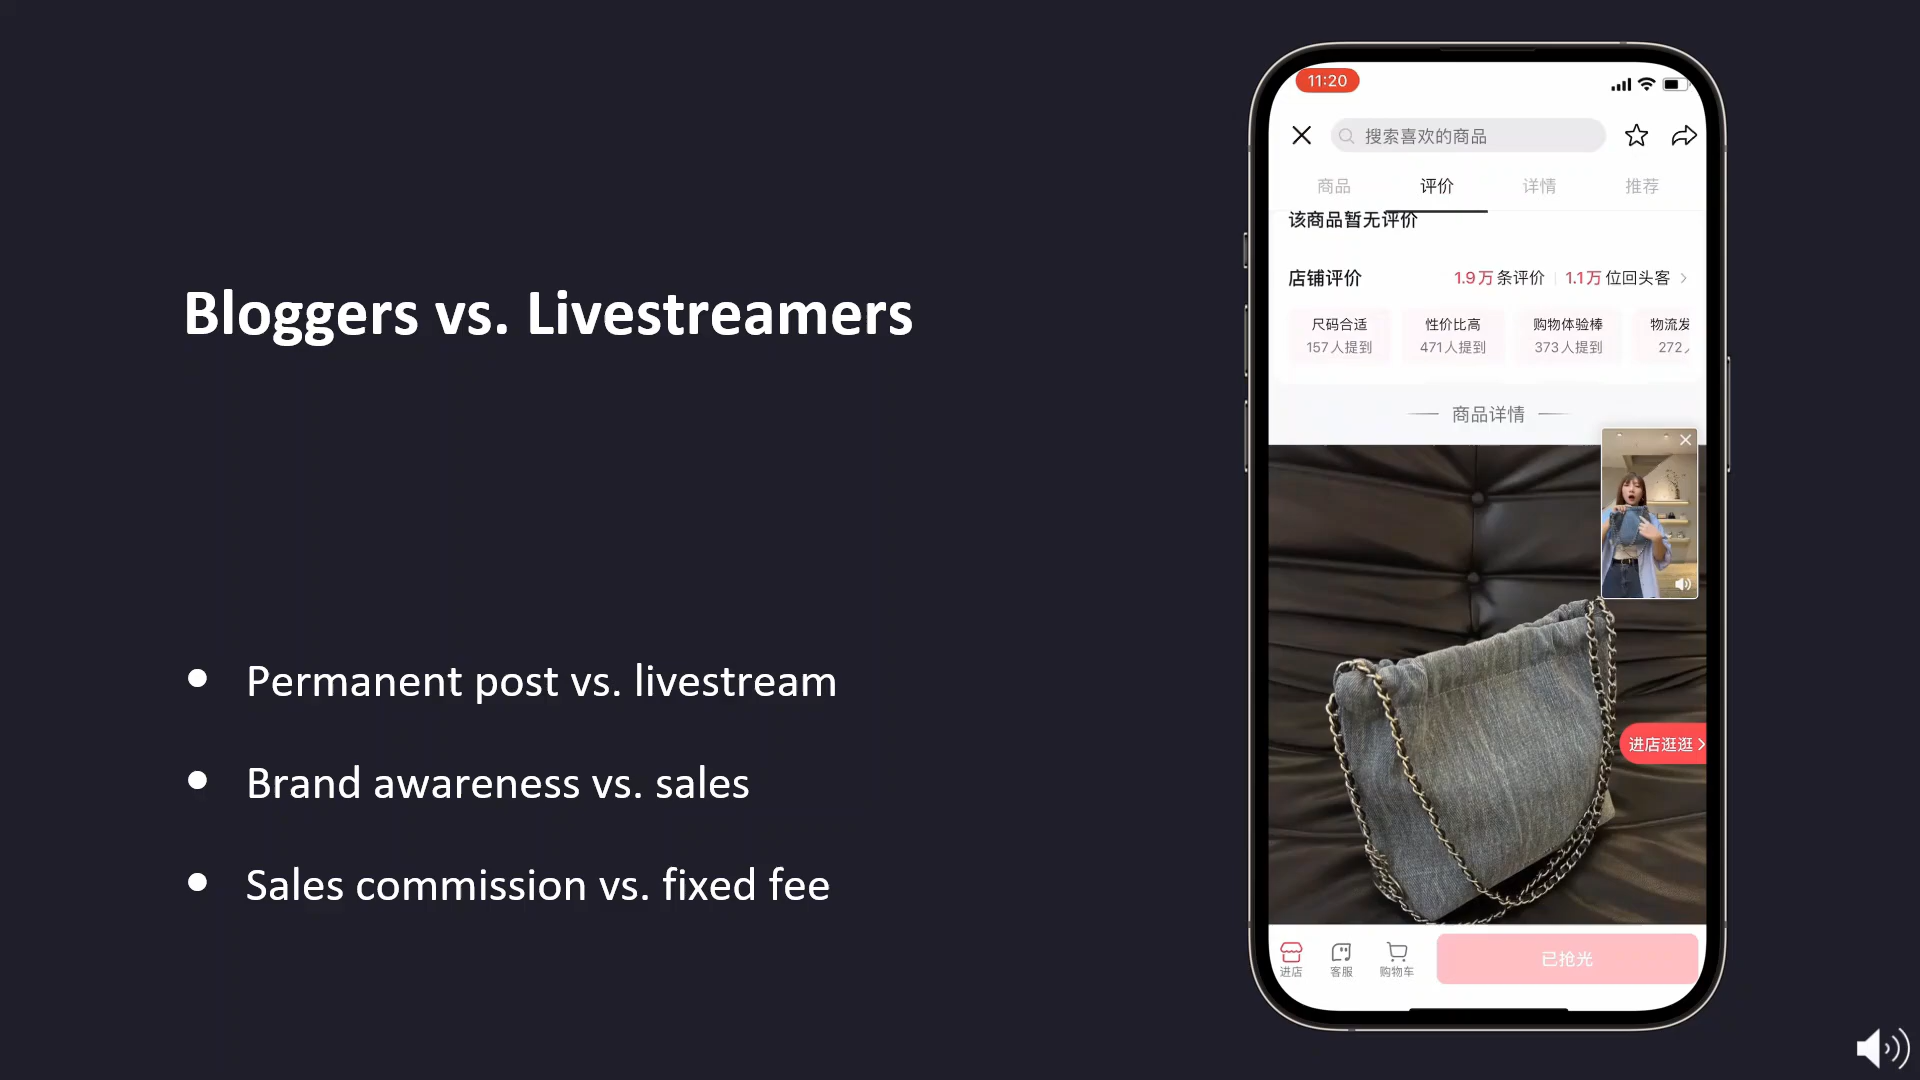 Bloggers vs. Livestreamers
• Permanent post vs. livestream
• Brand awareness vs. sales
• Sales commission vs. fixed fee
11:20
搜索喜欢的商品
商品 评价 详情 推荐
该商品暂无评价
店铺评价 1.9万条评价 1.1万位回头客
尺码合适 性价比高 购物体验棒 物流发
157人提到 471人提到 373人提到 272
商品详情
进店逛逛
进店 客服 购物车 已抢光